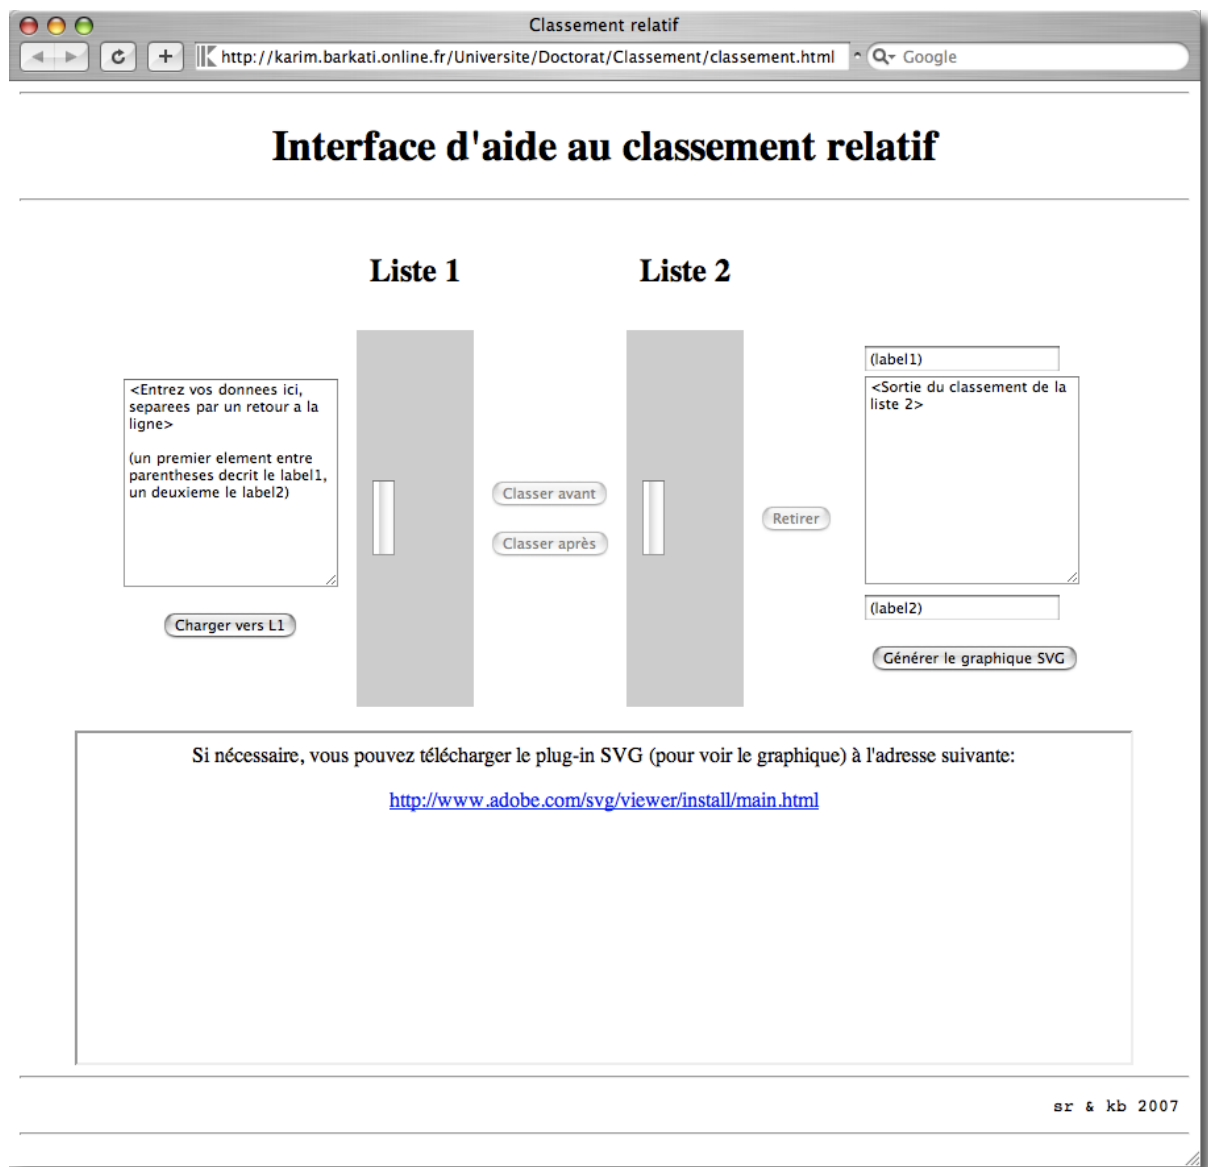 Classement relatif
http://karim.barkati.online.fr/Universite/Doctorat/Classement/classement.html
Google
Interface d'aide au classement relatif
Liste 1
Liste 2
<Entrez vos donnees ici,
separees par un retour a la
ligne>
(un premier element entre
parentheses decrit le label1,
un deuxieme le label2)
Charger vers L1
Classer avant
Classer après
Retirer
(label1)
<Sortie du classement de la
liste 2>
(label2)
Générer le graphique SVG
Si nécessaire, vous pouvez télécharger le plug-in SVG (pour voir le graphique) à l'adresse suivante:
http://www.adobe.com/svg/viewer/install/main.html
sr & kb 2007